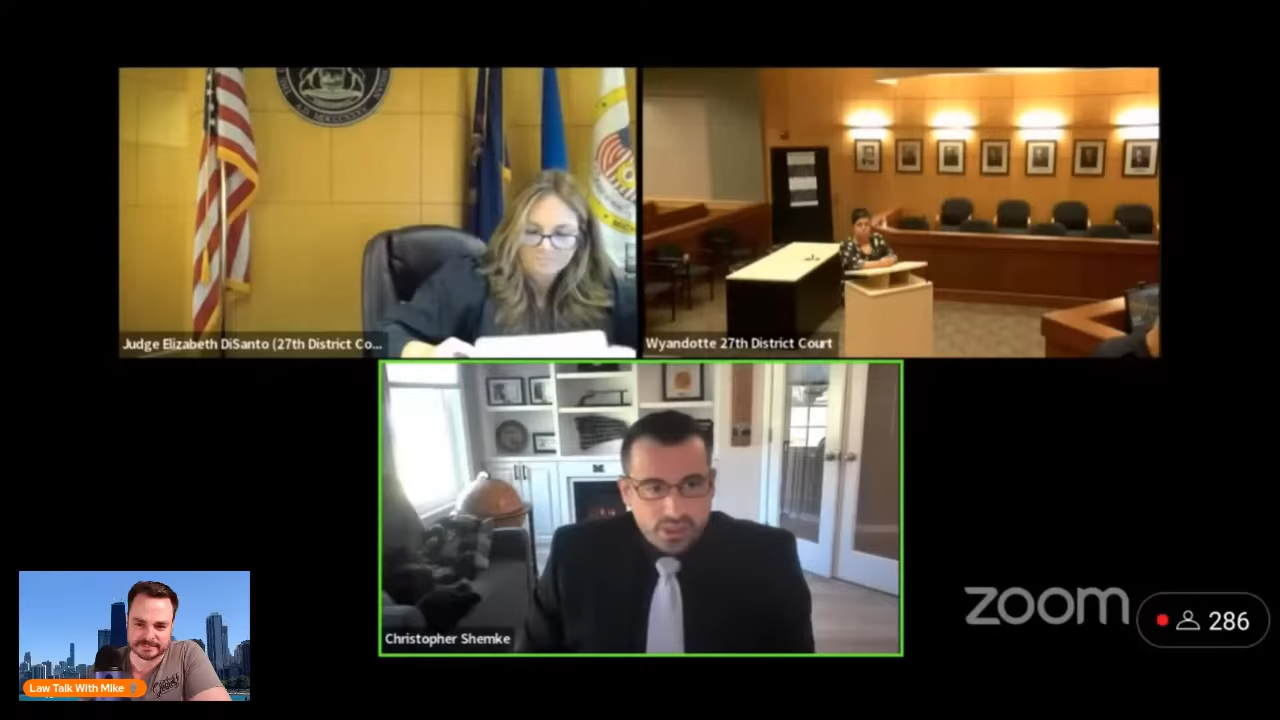 Judge Elizabeth DiSanto (27th District Co...
Wyandotte 27th District Court
Christopher Shemke
Law Talk With Mike
zoom
286